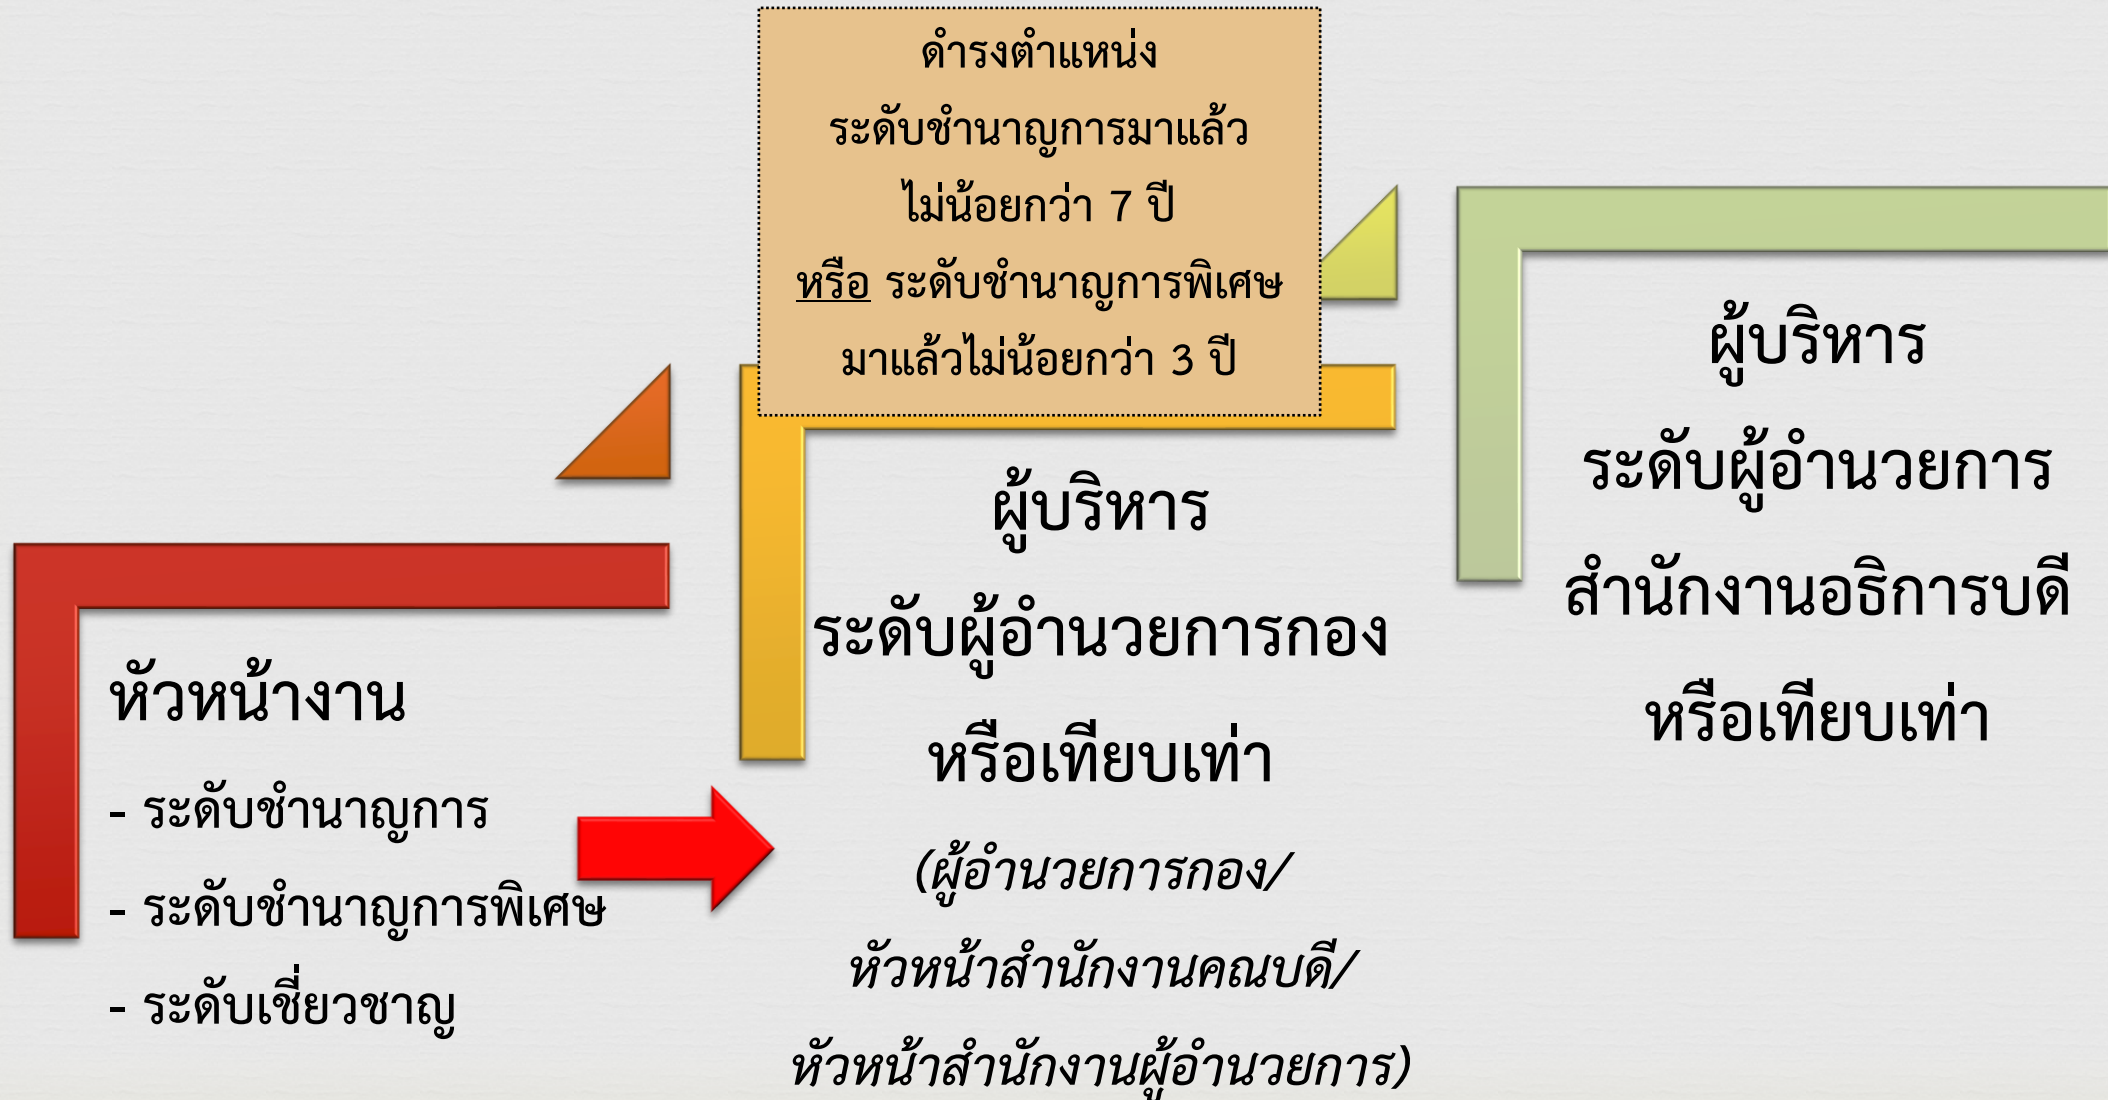 ดำรงตำแหน่ง
ระดับชำนาญการมาแล้ว
ไม่น้อยกว่า 7 ปี
หรือ ระดับชำนาญการพิเศษ
มาแล้วไม่น้อยกว่า 3 ปี
หัวหน้างาน
- ระดับชำนาญการ
- ระดับชำนาญการพิเศษ
- ระดับเชี่ยวชาญ
ผู้บริหาร
ระดับผู้อำนวยการกอง
หรือเทียบเท่า
(ผู้อำนวยการกอง/
หัวหน้าสำนักงานคณบดี/
หัวหน้าสำนักงานผู้อำนวยการ)
ผู้บริหาร
ระดับผู้อำนวยการ
สำนักงานอธิการบดี
หรือเทียบเท่า